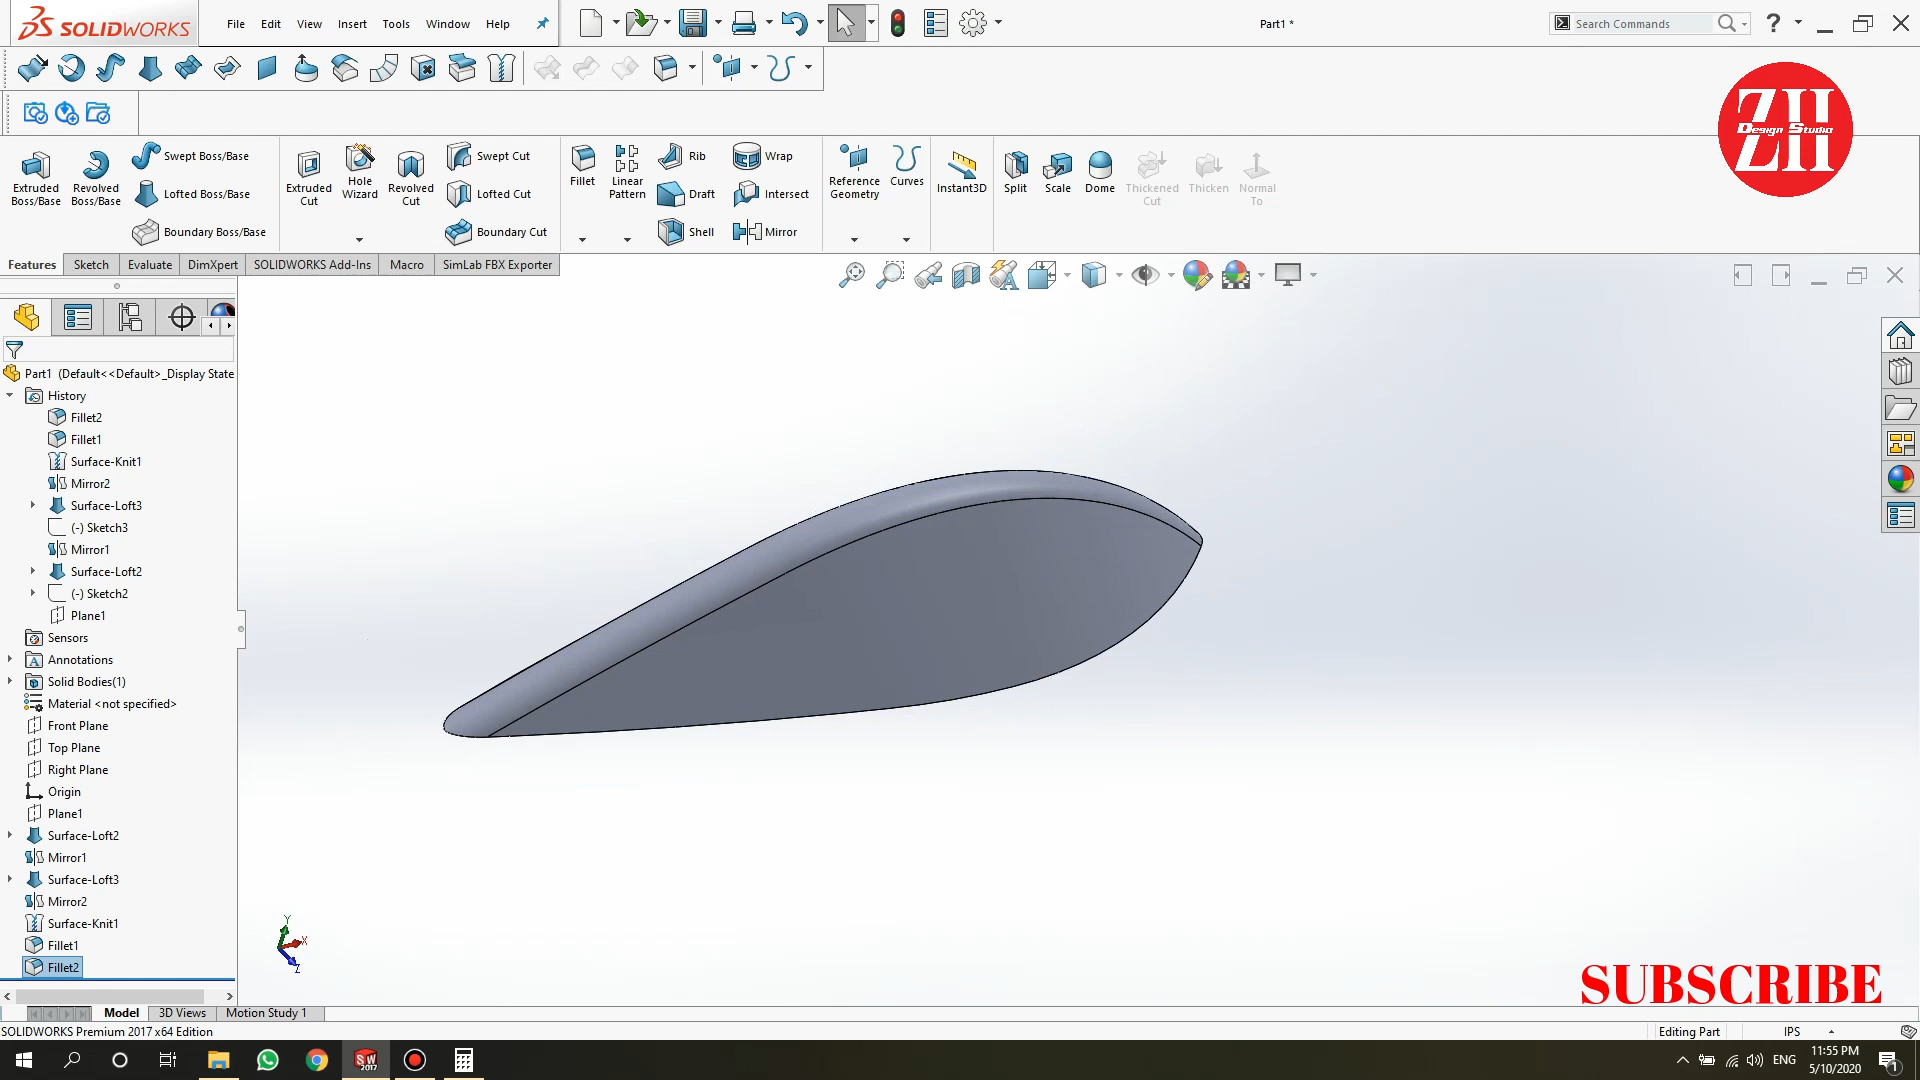 SOLIDWORKS
File Edit View Insert Tools Window Help
Part1 *
Search Commands
ZH
Design Studio
Extruded Boss/Base
Revolved Boss/Base
Swept Boss/Base
Lofted Boss/Base
Boundary Boss/Base
Extruded Cut
Hole Wizard
Revolved Cut
Swept Cut
Lofted Cut
Boundary Cut
Fillet
Linear Pattern
Rib
Draft
Shell
Wrap
Intersect
Mirror
Reference Geometry
Curves
Instant3D
Split
Scale
Dome
Thickened Cut
Thicken
Normal To
Features Sketch Evaluate DimXpert SOLIDWORKS Add-Ins Macro SimLab FBX Exporter
Part1 (Default<<Default>_Display State
History
Fillet2
Fillet1
Surface-Knit1
Mirror2
Surface-Loft3
(-) Sketch3
Mirror1
Surface-Loft2
(-) Sketch2
Plane1
Sensors
Annotations
Solid Bodies(1)
Material <not specified>
Front Plane
Top Plane
Right Plane
Origin
Plane1
Surface-Loft2
Mirror1
Surface-Loft3
Mirror2
Surface-Knit1
Fillet1
Fillet2
Y
X
Z
SUBSCRIBE
Model 3D Views Motion Study 1
SOLIDWORKS Premium 2017 x64 Edition
Editing Part
IPS
SW
2017
ENG
11:55 PM
5/10/2020
1